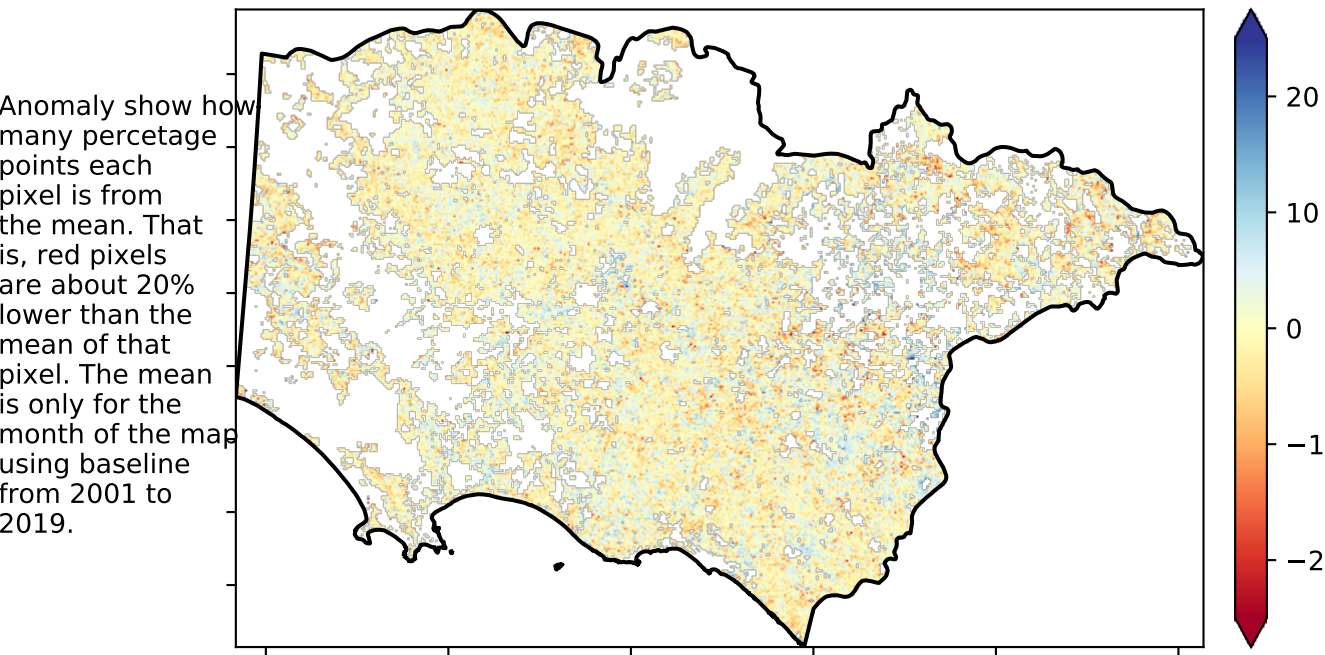 Anomaly show how
many percetage
points each
pixel is from
the mean. That
is, red pixels
are about 20%
lower than the
mean of that
pixel. The mean
is only for the
month of the map
using baseline
from 2001 to
2019.
20
10
0
−1
−2